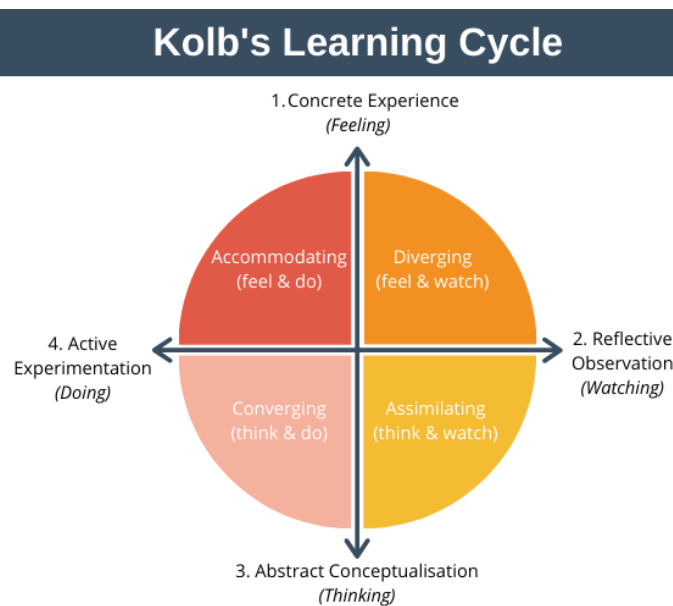 Kolb's Learning Cycle
1. Concrete Experience
(Feeling)
Accommodating
(feel & do)
Diverging
(feel & watch)
4. Active
Experimentation
(Doing)
2. Reflective
Observation
(Watching)
Converging
(think & do)
Assimilating
(think & watch)
3. Abstract Conceptualisation
(Thinking)